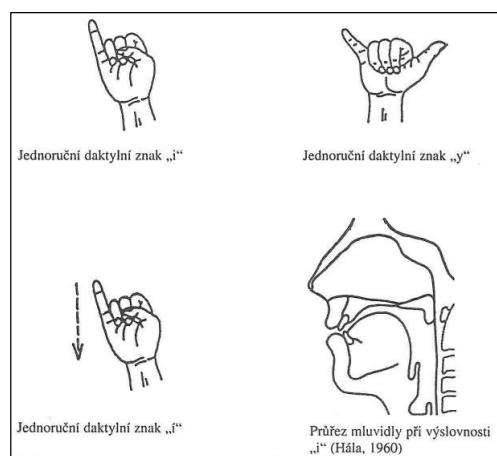 Jednoruční daktylní znak „i“
Jednoruční daktylní znak „y“
Jednoruční daktylní znak „í“
Průřez mluvidly při výslovnosti
„i“ (Hála, 1960)